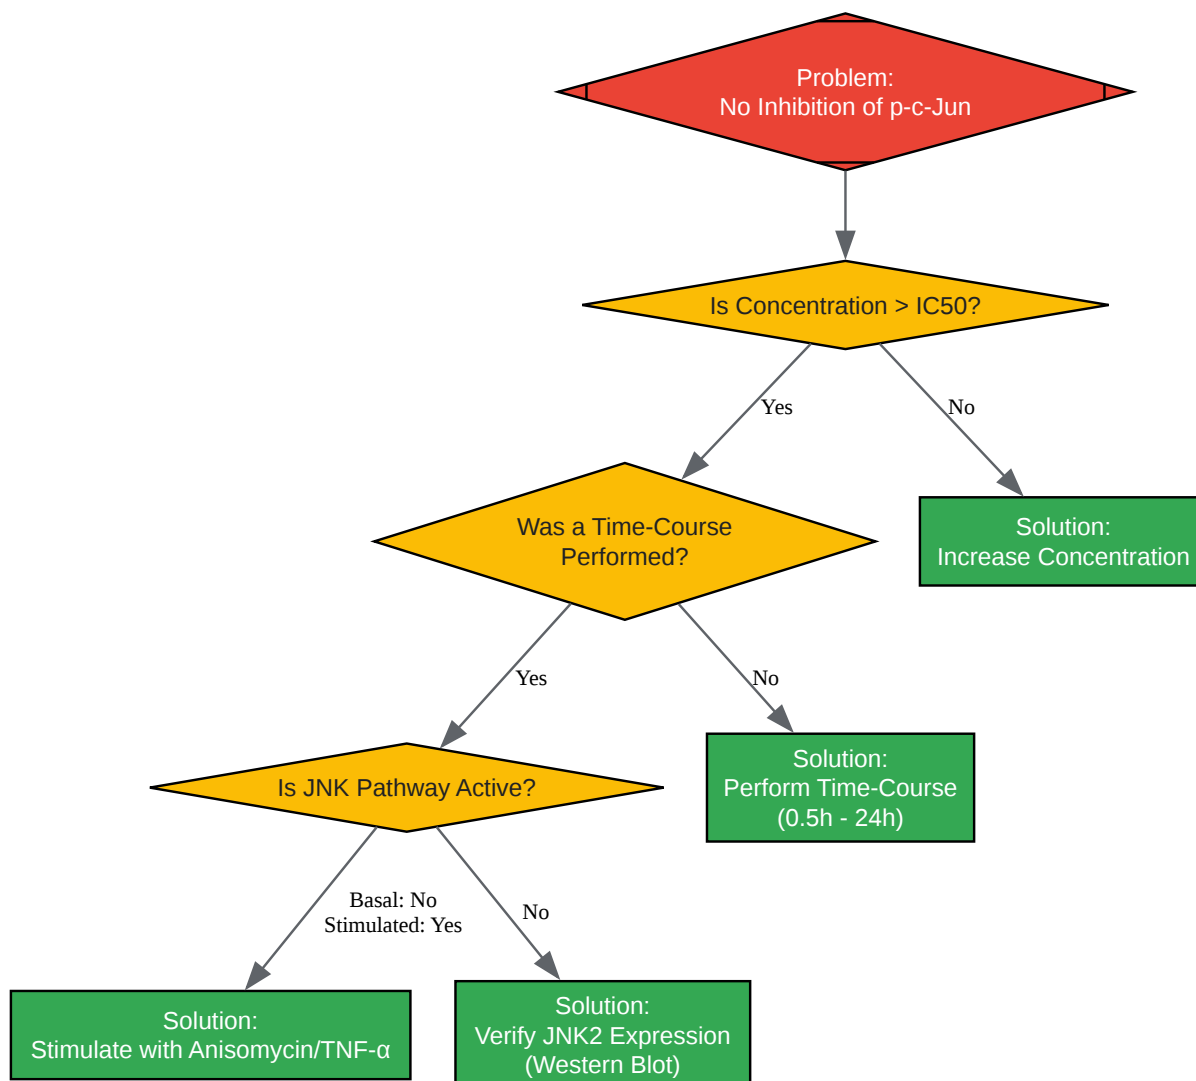 Problem:
No Inhibition of p-c-Jun
Is Concentration > IC50?
Yes
No
Was a Time-Course
Performed?
Solution:
Increase Concentration
Yes
No
Is JNK Pathway Active?
Solution:
Perform Time-Course
(0.5h - 24h)
Basal: No
Stimulated: Yes
No
Solution:
Stimulate with Anisomycin/TNF-α
Solution:
Verify JNK2 Expression
(Western Blot)